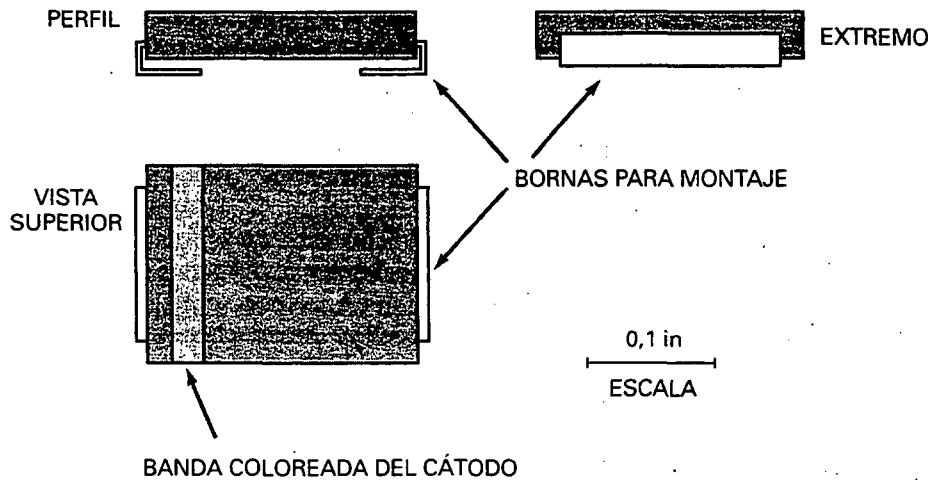 PERFIL
EXTREMO
BORNAS PARA MONTAJE
VISTA
SUPERIOR
0,1 in
ESCALA
BANDA COLOREADA DEL CÁTODO